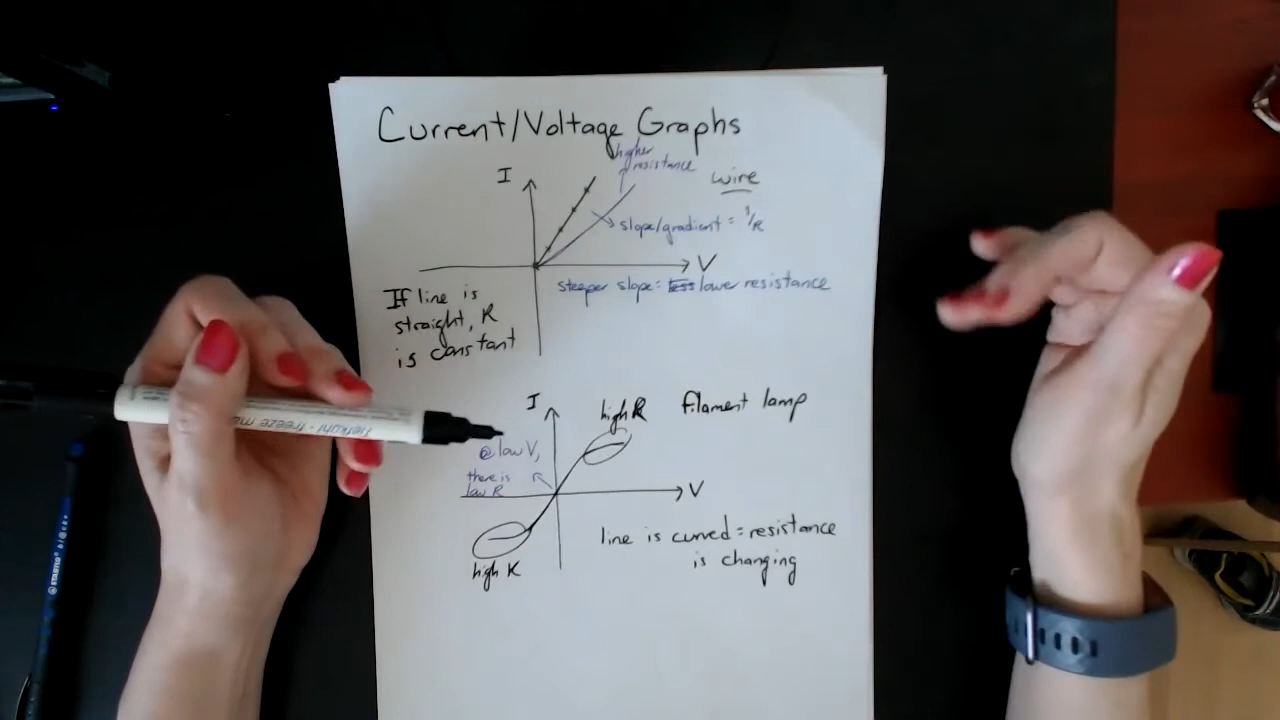 Current/Voltage Graphs
higher
resistance
I
wire
slope/gradient = 1/R
V
steeper slope: less lower resistance
If line is
straight, R
is constant
I
high R
filament lamp
@ low V,
there is
low R
V
line is curved = resistance
is changing
high R